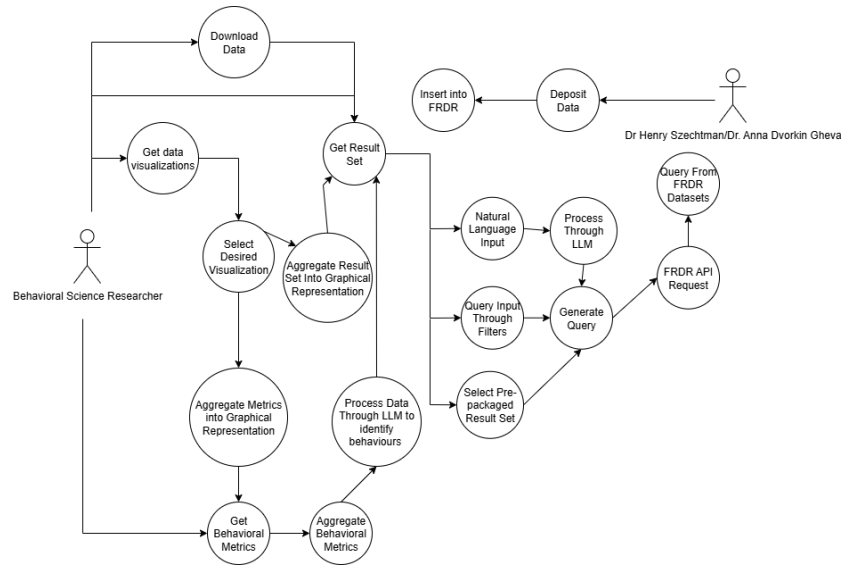 Download
Data
Insert into
FRDR
Deposit
Data
Dr Henry Szechtman/Dr. Anna Dvorkin Gheva
Get data
visualizations
Get Result
Set
Query From
FRDR
Datasets
Natural
Language
Input
Process
Through
LLM
Select
Desired
Visualization
Aggregate Result
Set Into Graphical
Representation
FRDR API
Request
Behavioral Science Researcher
Query Input
Through
Filters
Generate
Query
Aggregate Metrics
into Graphical
Representation
Process Data
Through LLM to
identify
behaviours
Select Pre-
packaged
Result Set
Get
Behavioral
Metrics
Aggregate
Behavioral
Metrics